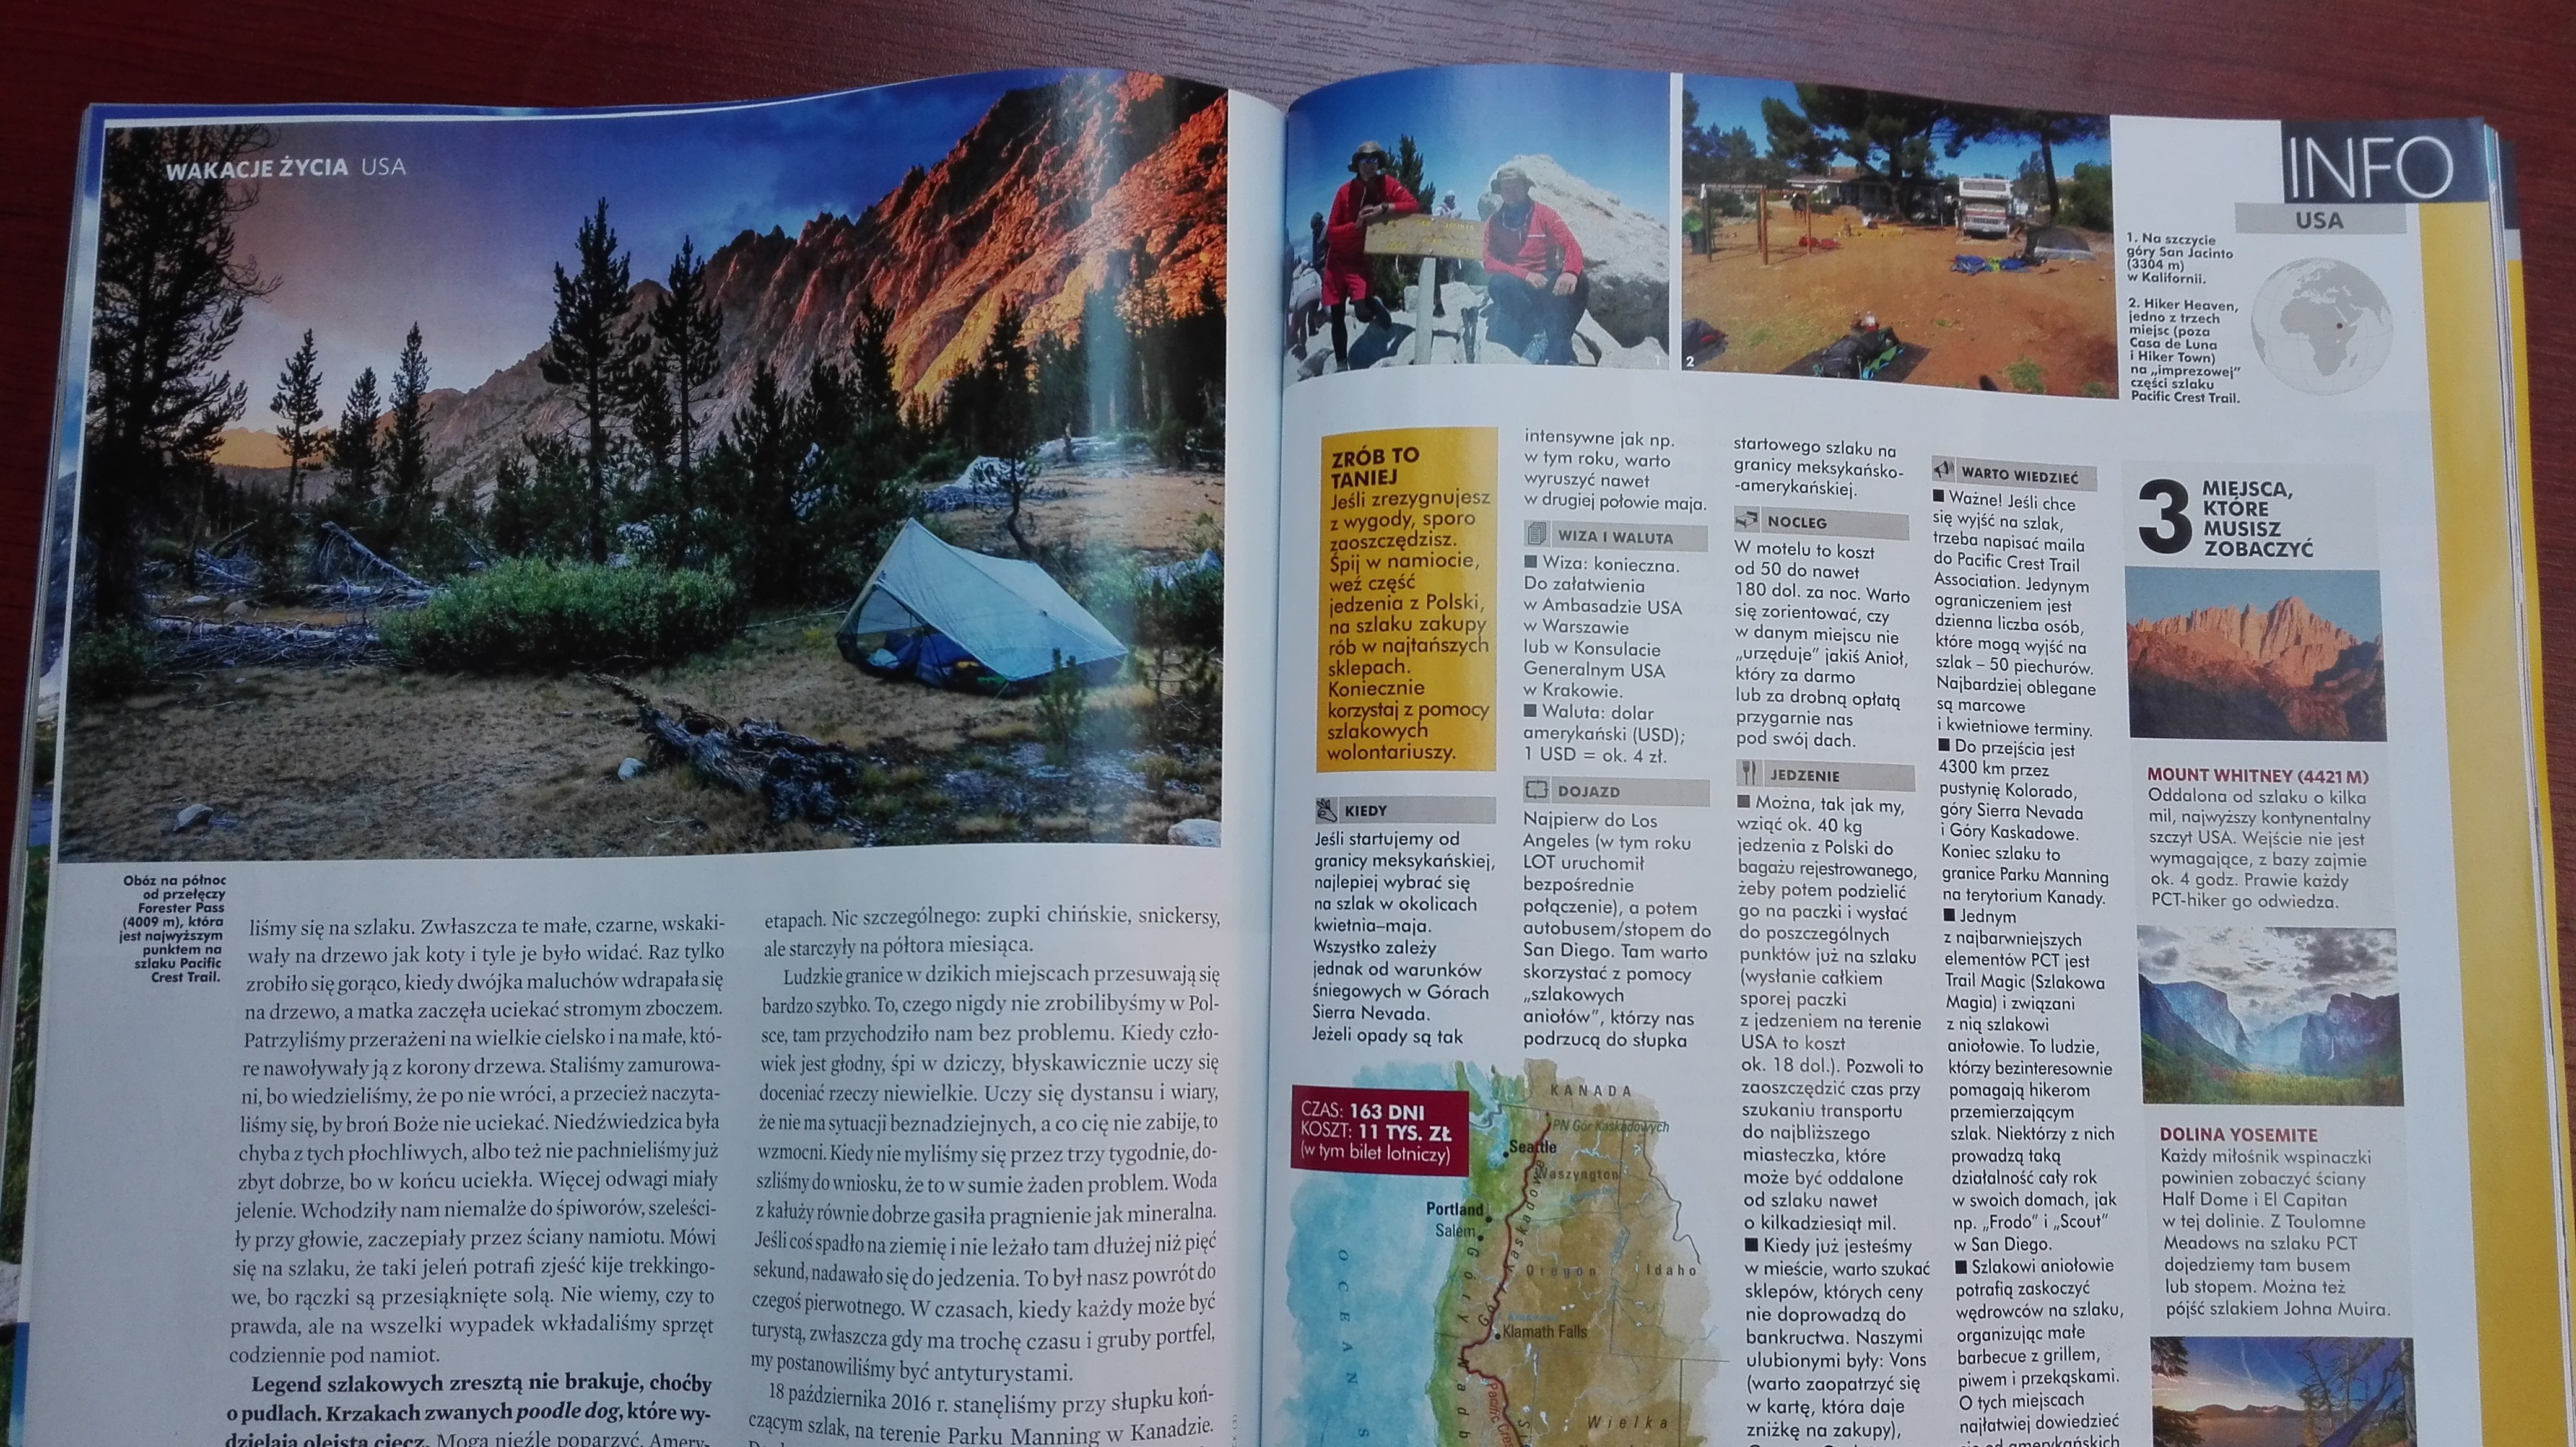 WAKACJE ŻYCIA USA
Obóz na północ
od przełęczy
Forester Pass
(4009 m), która
jest najwyższym
punktem na
szlaku Pacific
Crest Trail.
liśmy się na szlaku. Zwłaszcza te małe, czarne, wskaki-
wały na drzewo jak koty i tyle je było widać. Raz tylko
zrobiło się gorąco, kiedy dwójka maluchów wdrapała się
na drzewo, a matka zaczęła uciekać stromym zboczem.
Patrzyliśmy przerażeni na wielkie cielsko i na małe, któ-
re nawoływały ją z korony drzewa. Staliśmy zamurowa-
ni, bo wiedzieliśmy, że po nie wróci, a przecież naczyta-
liśmy się, by broń Boże nie uciekać. Niedźwiedzica była
chyba z tych płochliwych, albo też nie pachnieliśmy już
zbyt dobrze, bo w końcu uciekła. Więcej odwagi miały
jelenie. Wchodziły nam niemalże do śpiworów, szeleści-
ły przy głowie, zaczepiały przez ściany namiotu. Mówi
się na szlaku, że taki jeleń potrafi zjeść kije trekkingo-
we, bo rączki są przesiąknięte solą. Nie wiemy, czy to
prawda, ale na wszelki wypadek wkładaliśmy sprzęt
codziennie pod namiot.
Legend szlakowych zresztą nie brakuje, choćby
o pudlach. Krzakach zwanych poodle dog, które wy-
dzielają oleistą ciecz. Mogą nieźle poparzyć. Amery-
etapach. Nic szczególnego: zupki chińskie, snickersy,
ale starczyły na półtora miesiąca.
Ludzkie granice w dzikich miejscach przesuwają się
bardzo szybko. To, czego nigdy nie zrobilibyśmy w Pol-
sce, tam przychodziło nam bez problemu. Kiedy czło-
wiek jest głodny, śpi w dziczy, błyskawicznie uczy się
doceniać rzeczy niewielkie. Uczy się dystansu i wiary,
że nie ma sytuacji beznadziejnych, a co cię nie zabije, to
wzmocni. Kiedy nie myliśmy się przez trzy tygodnie, do-
szliśmy do wniosku, że to w sumie żaden problem. Woda
z kałuży równie dobrze gasiła pragnienie jak mineralna.
Jeśli coś spadło na ziemię i nie leżało tam dłużej niż pięć
sekund, nadawało się do jedzenia. To był nasz powrót do
czegoś pierwotnego. W czasach, kiedy każdy może być
turystą, zwłaszcza gdy ma trochę czasu i gruby portfel,
my postanowiliśmy być antyturystami.
18 października 2016 r. stanęliśmy przy słupku koń-
czącym szlak, na terenie Parku Manning w Kanadzie.
1
2
INFO
USA
1. Na szczycie
góry San Jacinto
(3304 m)
w Kalifornii.
2. Hiker Heaven,
jedno z trzech
miejsc (poza
Casa de Luna
i Hiker Town)
na „imprezowej”
części szlaku
Pacific Crest Trail.
ZRÓB TO
TANIEJ
Jeśli zrezygnujesz
z wygody, sporo
zaoszczędzisz.
Śpij w namiocie,
weź część
jedzenia z Polski,
na szlaku zakupy
rób w najtańszych
sklepach.
Koniecznie
korzystaj z pomocy
szlakowych
wolontariuszy.
KIEDY
Jeśli startujemy od
granicy meksykańskiej,
najlepiej wybrać się
na szlak w okolicach
kwietnia–maja.
Wszystko zależy
jednak od warunków
śniegowych w Górach
Sierra Nevada.
Jeżeli opady są tak
intensywne jak np.
w tym roku, warto
wyruszyć nawet
w drugiej połowie maja.
WIZA I WALUTA
■ Wiza: konieczna.
Do załatwienia
w Ambasadzie USA
w Warszawie
lub w Konsulacie
Generalnym USA
w Krakowie.
■ Waluta: dolar
amerykański (USD);
1 USD = ok. 4 zł.
DOJAZD
Najpierw do Los
Angeles (w tym roku
LOT uruchomił
bezpośrednie
połączenie), a potem
autobusem/stopem do
San Diego. Tam warto
skorzystać z pomocy
„szlakowych
aniołów”, którzy nas
podrzucą do słupka
startowego szlaku na
granicy meksykańsko-
-amerykańskiej.
NOCLEG
W motelu to koszt
od 50 do nawet
180 dol. za noc. Warto
się zorientować, czy
w danym miejscu nie
„urzęduje” jakiś Anioł,
który za darmo
lub za drobną opłatą
przygarnie nas
pod swój dach.
JEDZENIE
■ Można, tak jak my,
wziąć ok. 40 kg
jedzenia z Polski do
bagażu rejestrowanego,
żeby potem podzielić
go na paczki i wysłać
do poszczególnych
punktów już na szlaku
(wysłanie całkiem
sporej paczki
z jedzeniem na terenie
USA to koszt
ok. 18 dol.). Pozwoli to
zaoszczędzić czas przy
szukaniu transportu
do najbliższego
miasteczka, które
może być oddalone
od szlaku nawet
o kilkadziesiąt mil.
■ Kiedy już jesteśmy
w mieście, warto szukać
sklepów, których ceny
nie doprowadzą do
bankructwa. Naszymi
ulubionymi były: Vons
(warto zaopatrzyć się
w kartę, która daje
zniżkę na zakupy),
WARTO WIEDZIEĆ
■ Ważne! Jeśli chce
się wyjść na szlak,
trzeba napisać maila
do Pacific Crest Trail
Association. Jedynym
ograniczeniem jest
dzienna liczba osób,
które mogą wyjść na
szlak – 50 piechurów.
Najbardziej oblegane
są marcowe
i kwietniowe terminy.
■ Do przejścia jest
4300 km przez
pustynię Kolorado,
góry Sierra Nevada
i Góry Kaskadowe.
Koniec szlaku to
granice Parku Manning
na terytorium Kanady.
■ Jednym
z najbarwniejszych
elementów PCT jest
Trail Magic (Szlakowa
Magia) i związani
z nią szlakowi
aniołowie. To ludzie,
którzy bezinteresownie
pomagają hikerom
przemierzającym
szlak. Niektórzy z nich
prowadzą taką
działalność cały rok
w swoich domach, jak
np. „Frodo” i „Scout”
w San Diego.
■ Szlakowi aniołowie
potrafią zaskoczyć
wędrowców na szlaku,
organizując małe
barbecue z grillem,
piwem i przekąskami.
O tych miejscach
najłatwiej dowiedzieć
się od amerykańskich
3 MIEJSCA,
KTÓRE
MUSISZ
ZOBACZYĆ
MOUNT WHITNEY (4421 M)
Oddalona od szlaku o kilka
mil, najwyższy kontynentalny
szczyt USA. Wejście nie jest
wymagające, z bazy zajmie
ok. 4 godz. Prawie każdy
PCT-hiker go odwiedza.
DOLINA YOSEMITE
Każdy miłośnik wspinaczki
powinien zobaczyć ściany
Half Dome i El Capitan
w tej dolinie. Z Toulomne
Meadows na szlaku PCT
dojedziemy tam busem
lub stopem. Można też
pójść szlakiem Johna Muira.
CZAS: 163 DNI
KOSZT: 11 TYS. ZŁ
(w tym bilet lotniczy)
KANADA
PN Gór Kaskadowych
Seattle
Waszyngton
Portland
Salem
Góry Kaskadowe
Oregon
Idaho
OCEAN S
Klamath Falls
Wielka